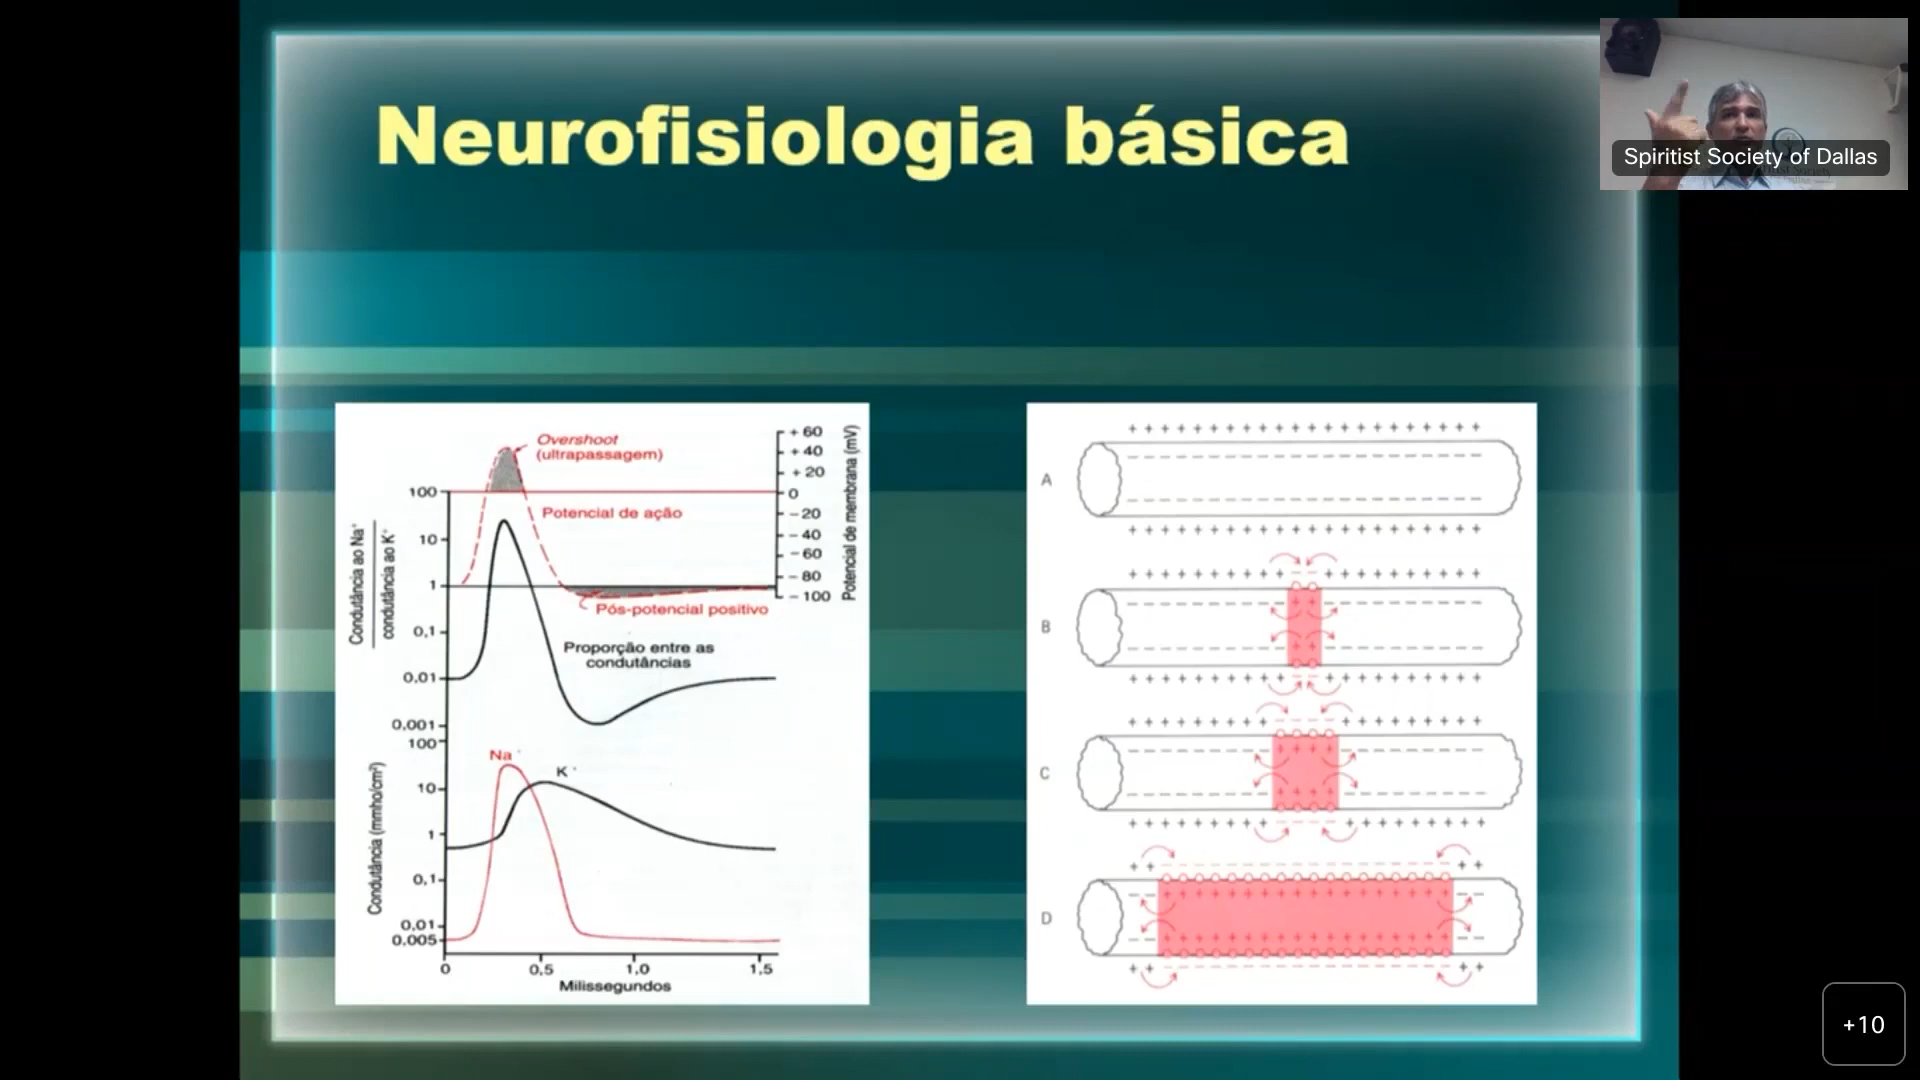 Neurofisiologia básica
Spiritist Society of Dallas
Overshoot
(ultrapassagem)
Potencial de ação
Pós-potencial positivo
Proporção entre as
condutâncias
Condutância ao Na⁺
condutância ao K⁺
100
10
1
0,1
0,01
0,001
+ 60
+ 40
+ 20
0
− 20
− 40
− 60
− 80
− 100
Potencial de membrana (mV)
Na⁺
K⁺
Condutância (mmho/cm²)
100
10
1
0,1
0,01
0,005
0
0,5
1,0
1,5
Milissegundos
A
B
C
D
+10